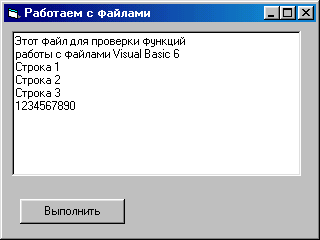 Работаем с файлами
Этот файл для проверки функций
работы с файлами Visual Basic 6
Строка 1
Строка 2
Строка 3
1234567890
Выполнить